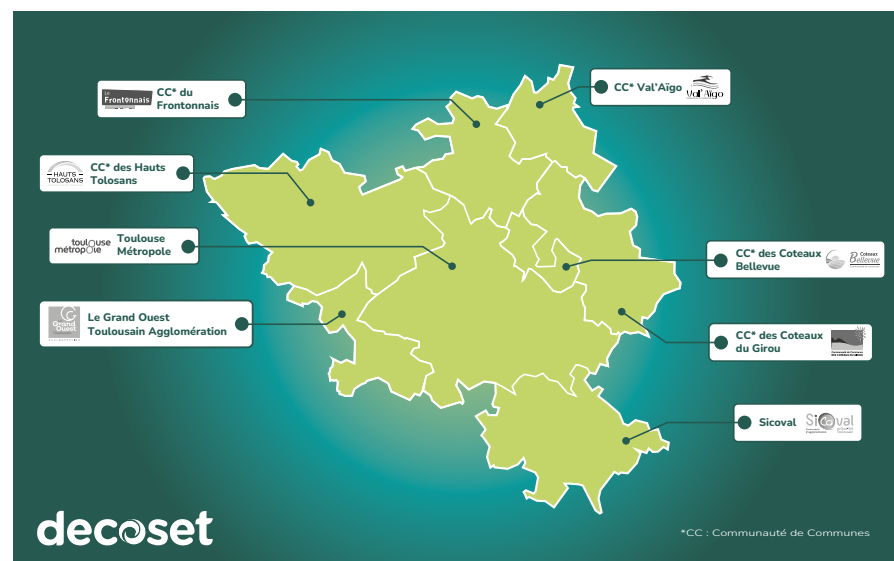 Le
Frontonnais
CC* du
Frontonnais
CC* Val'Aïgo
Val'Aïgo
HAUTS
TOLOSANS
CC* des Hauts
Tolosans
toulouse
métropole
Toulouse
Métropole
CC* des Coteaux
Bellevue
Coteaux
Bellevue
Grand
Ouest
Le Grand Ouest
Toulousain Agglomération
CC* des Coteaux
du Girou
Sicoval
Sicoval
decoset
*CC : Communauté de Communes